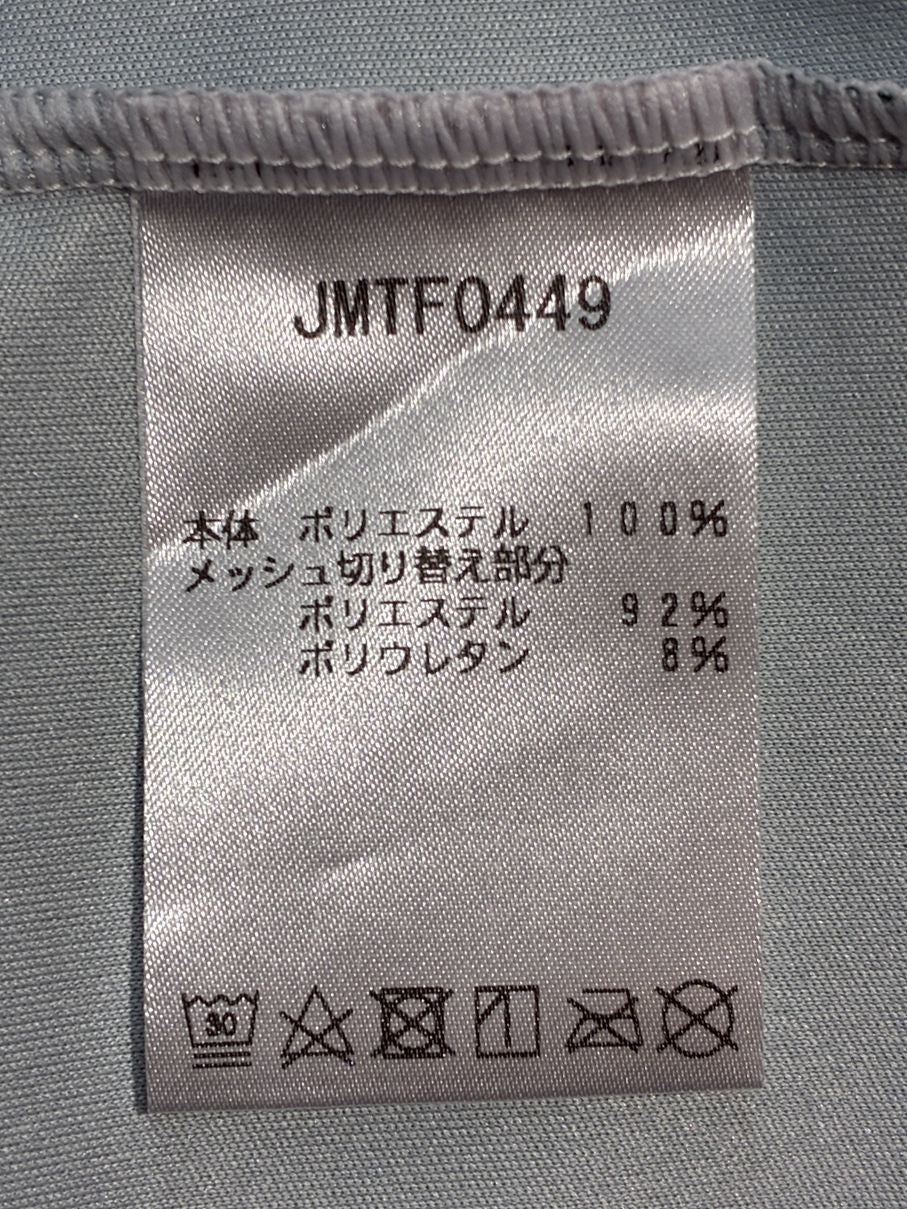 JMTF0449
本体 ポリエステル 100%
メッシュ切り替え部分
ポリエステル 92%
ポリウレタン 8%
30